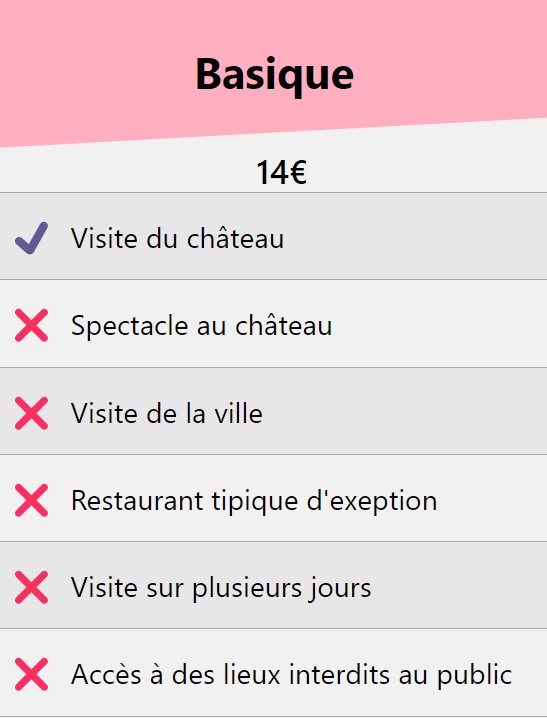 Basique
14€
Visite du château
Spectacle au château
Visite de la ville
Restaurant tipique d'exeption
Visite sur plusieurs jours
Accès à des lieux interdits au public